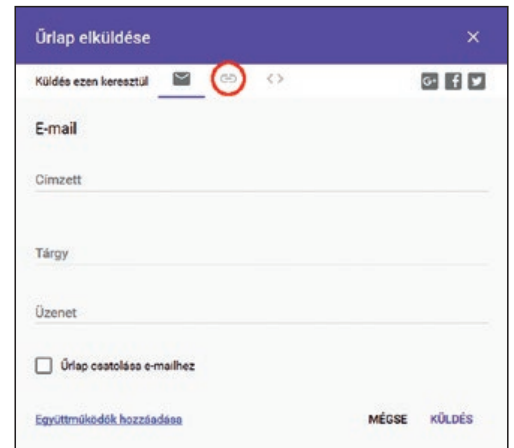 Űrlap elküldése
Küldés ezen keresztül
E-mail
Címzett
Tárgy
Üzenet
Űrlap csatolása e-mailhez
Együttműködők hozzáadása MÉGSE KÜLDÉS